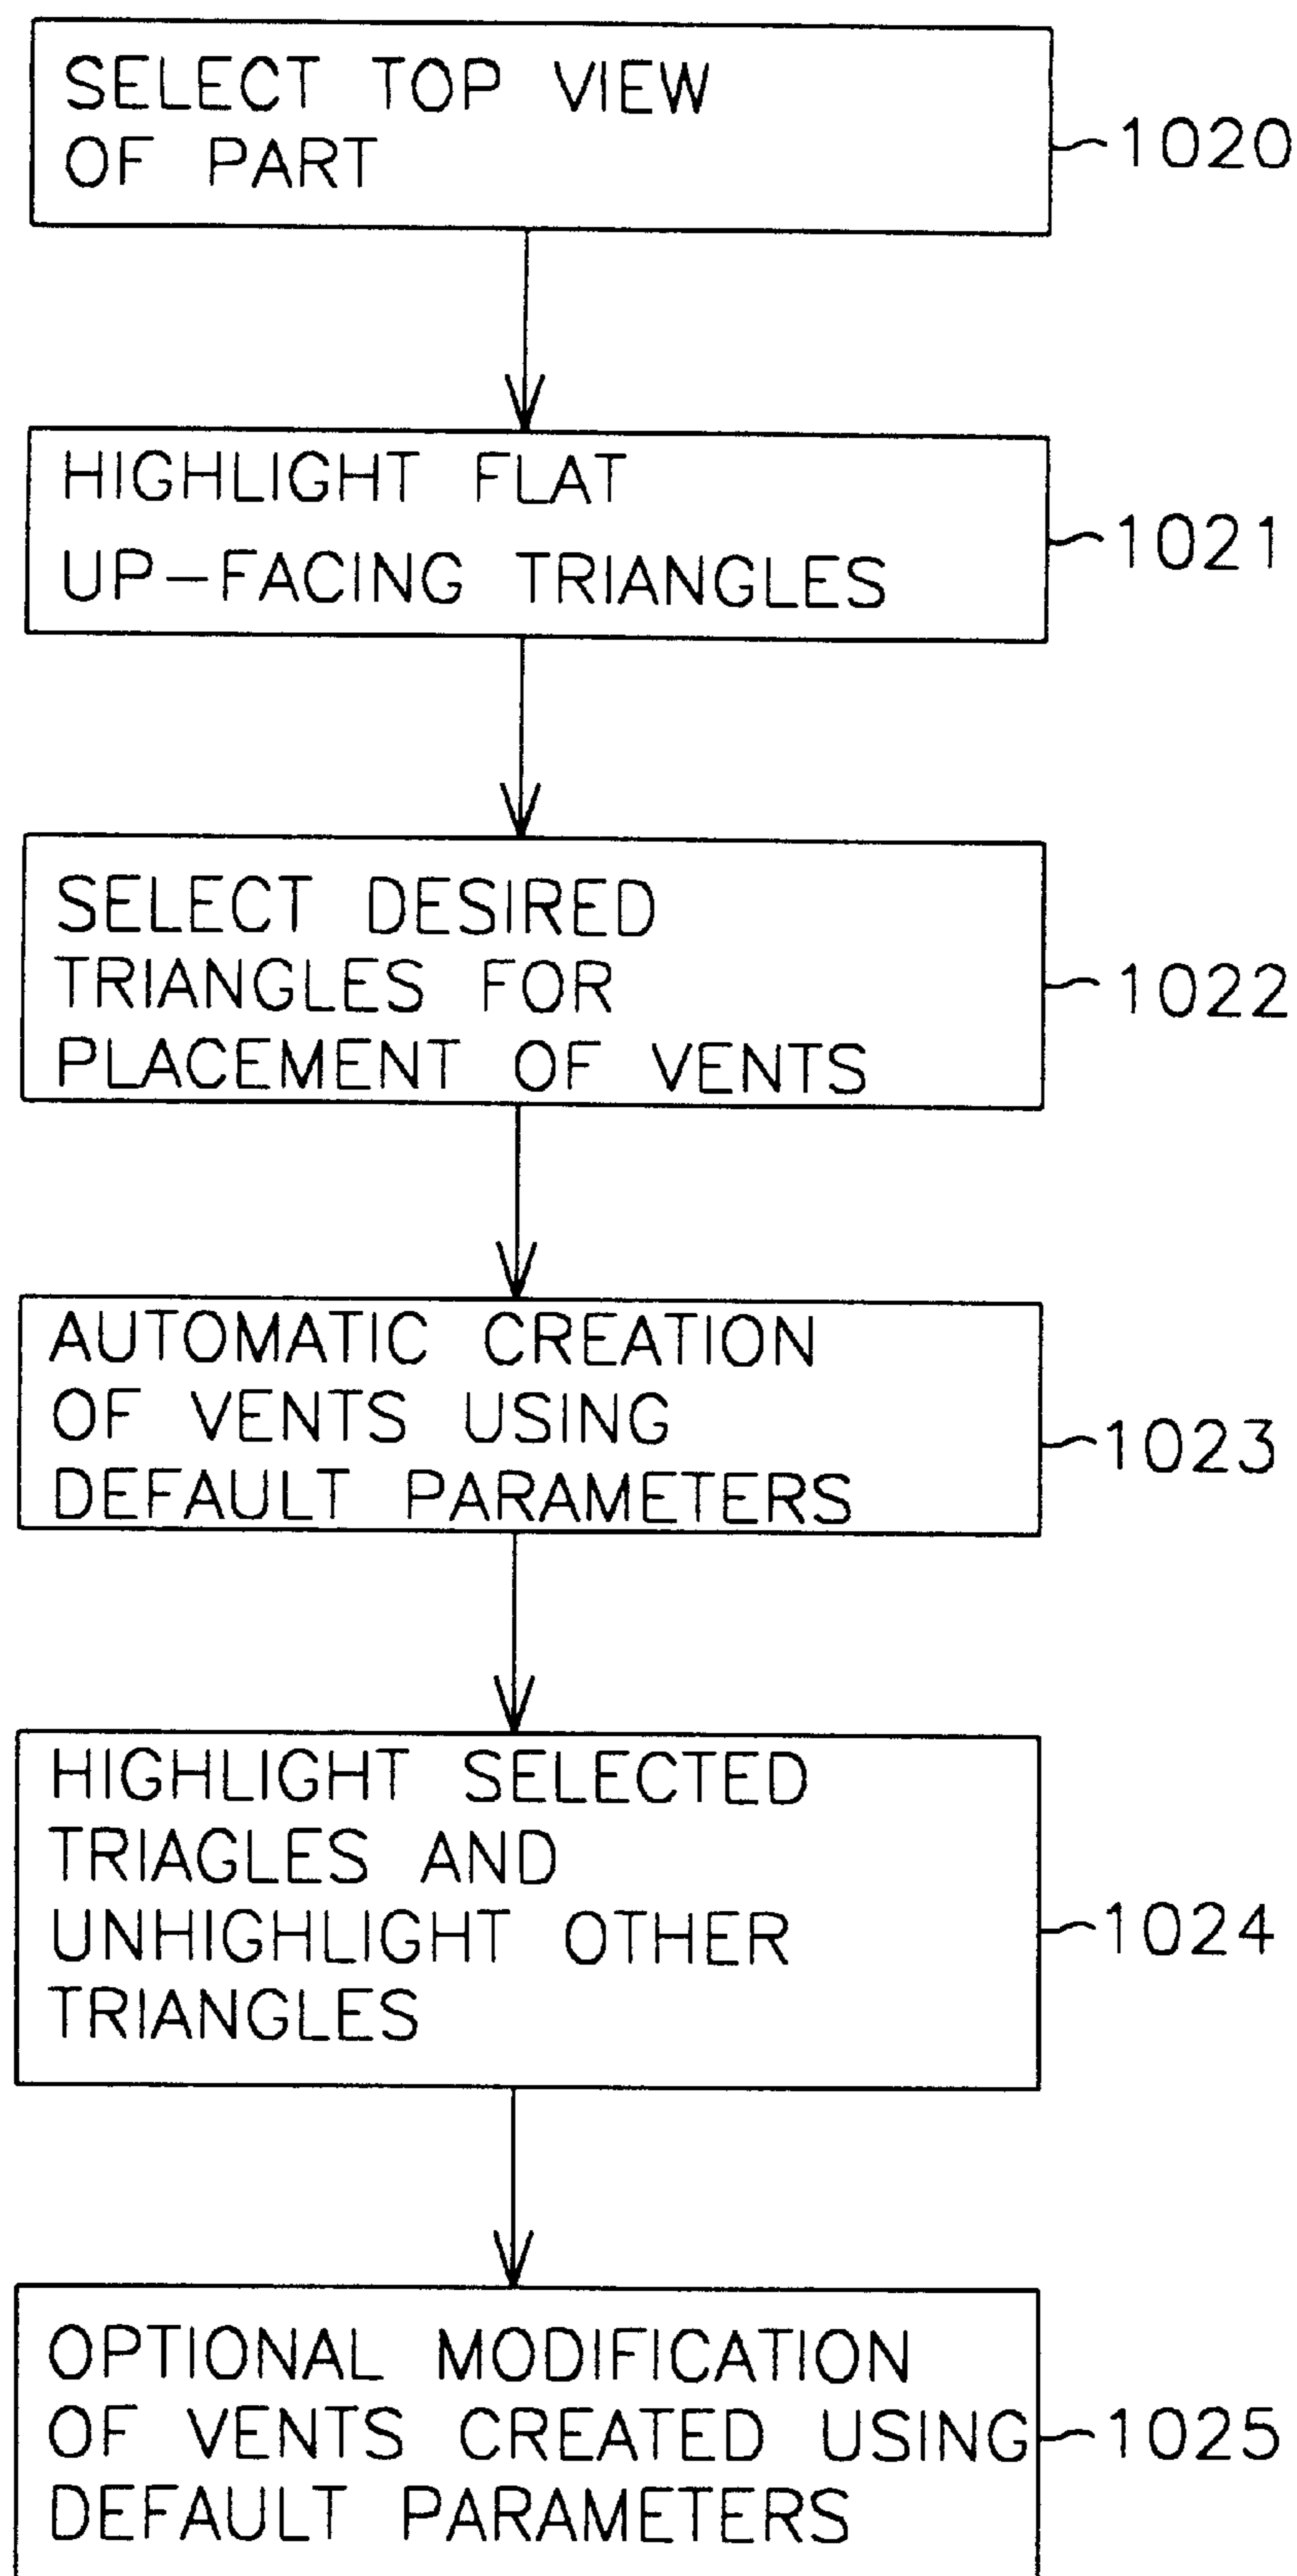 SELECT TOP VIEW
OF PART
1020
HIGHLIGHT FLAT
UP-FACING TRIANGLES
1021
SELECT DESIRED
TRIANGLES FOR
PLACEMENT OF VENTS
1022
AUTOMATIC CREATION
OF VENTS USING
DEFAULT PARAMETERS
1023
HIGHLIGHT SELECTED
TRIAGLES AND
UNHIGHLIGHT OTHER
TRIANGLES
1024
OPTIONAL MODIFICATION
OF VENTS CREATED USING
DEFAULT PARAMETERS
1025